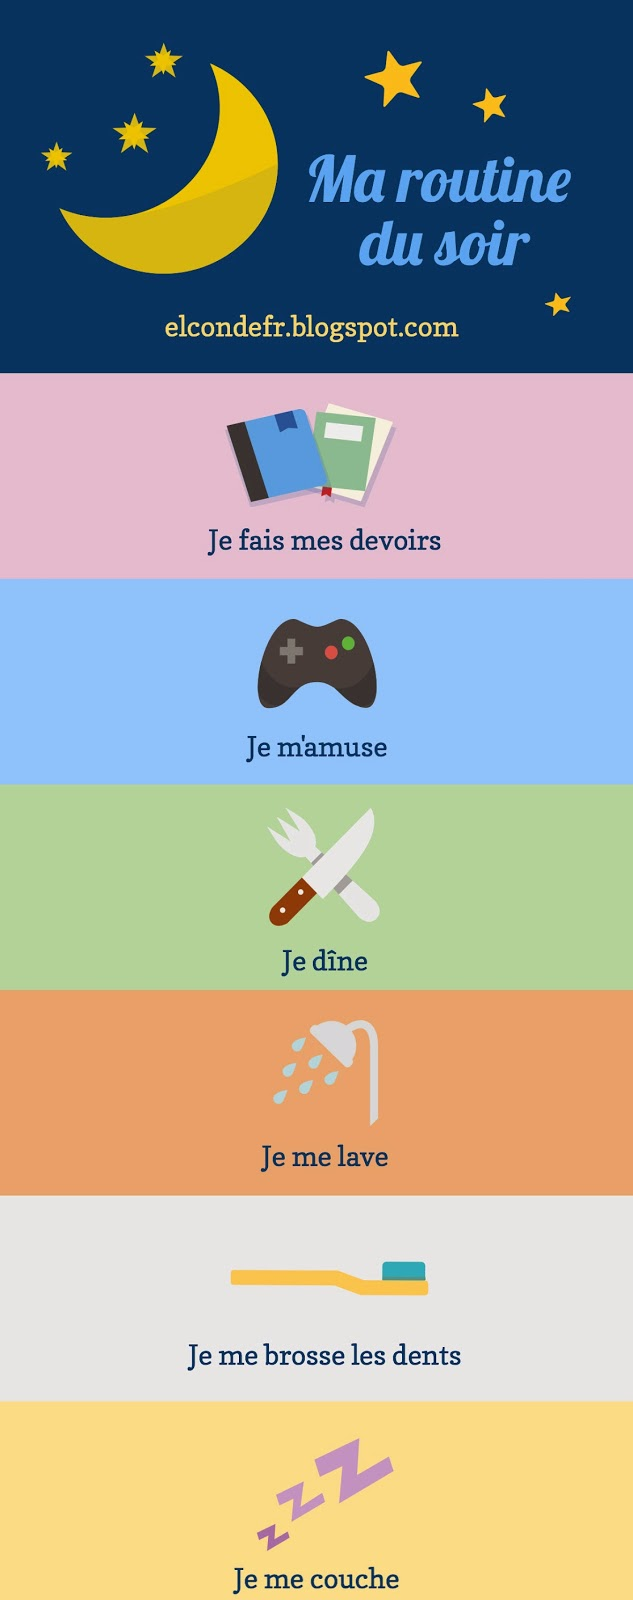 Ma routine
du soir
elcondefr.blogspot.com
Je fais mes devoirs
Je m'amuse
Je dîne
Je me lave
Je me brosse les dents
Je me couche